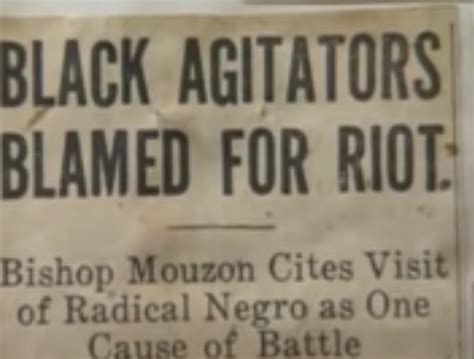 BLACK AGITATORS
BLAMED FOR RIOT.
Bishop Mouzon Cites Visit
of Radical Negro as One
Cause of Battle